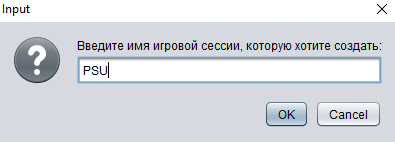 Input
Введите имя игровой сессии, которую хотите создать:
PSU
OK Cancel